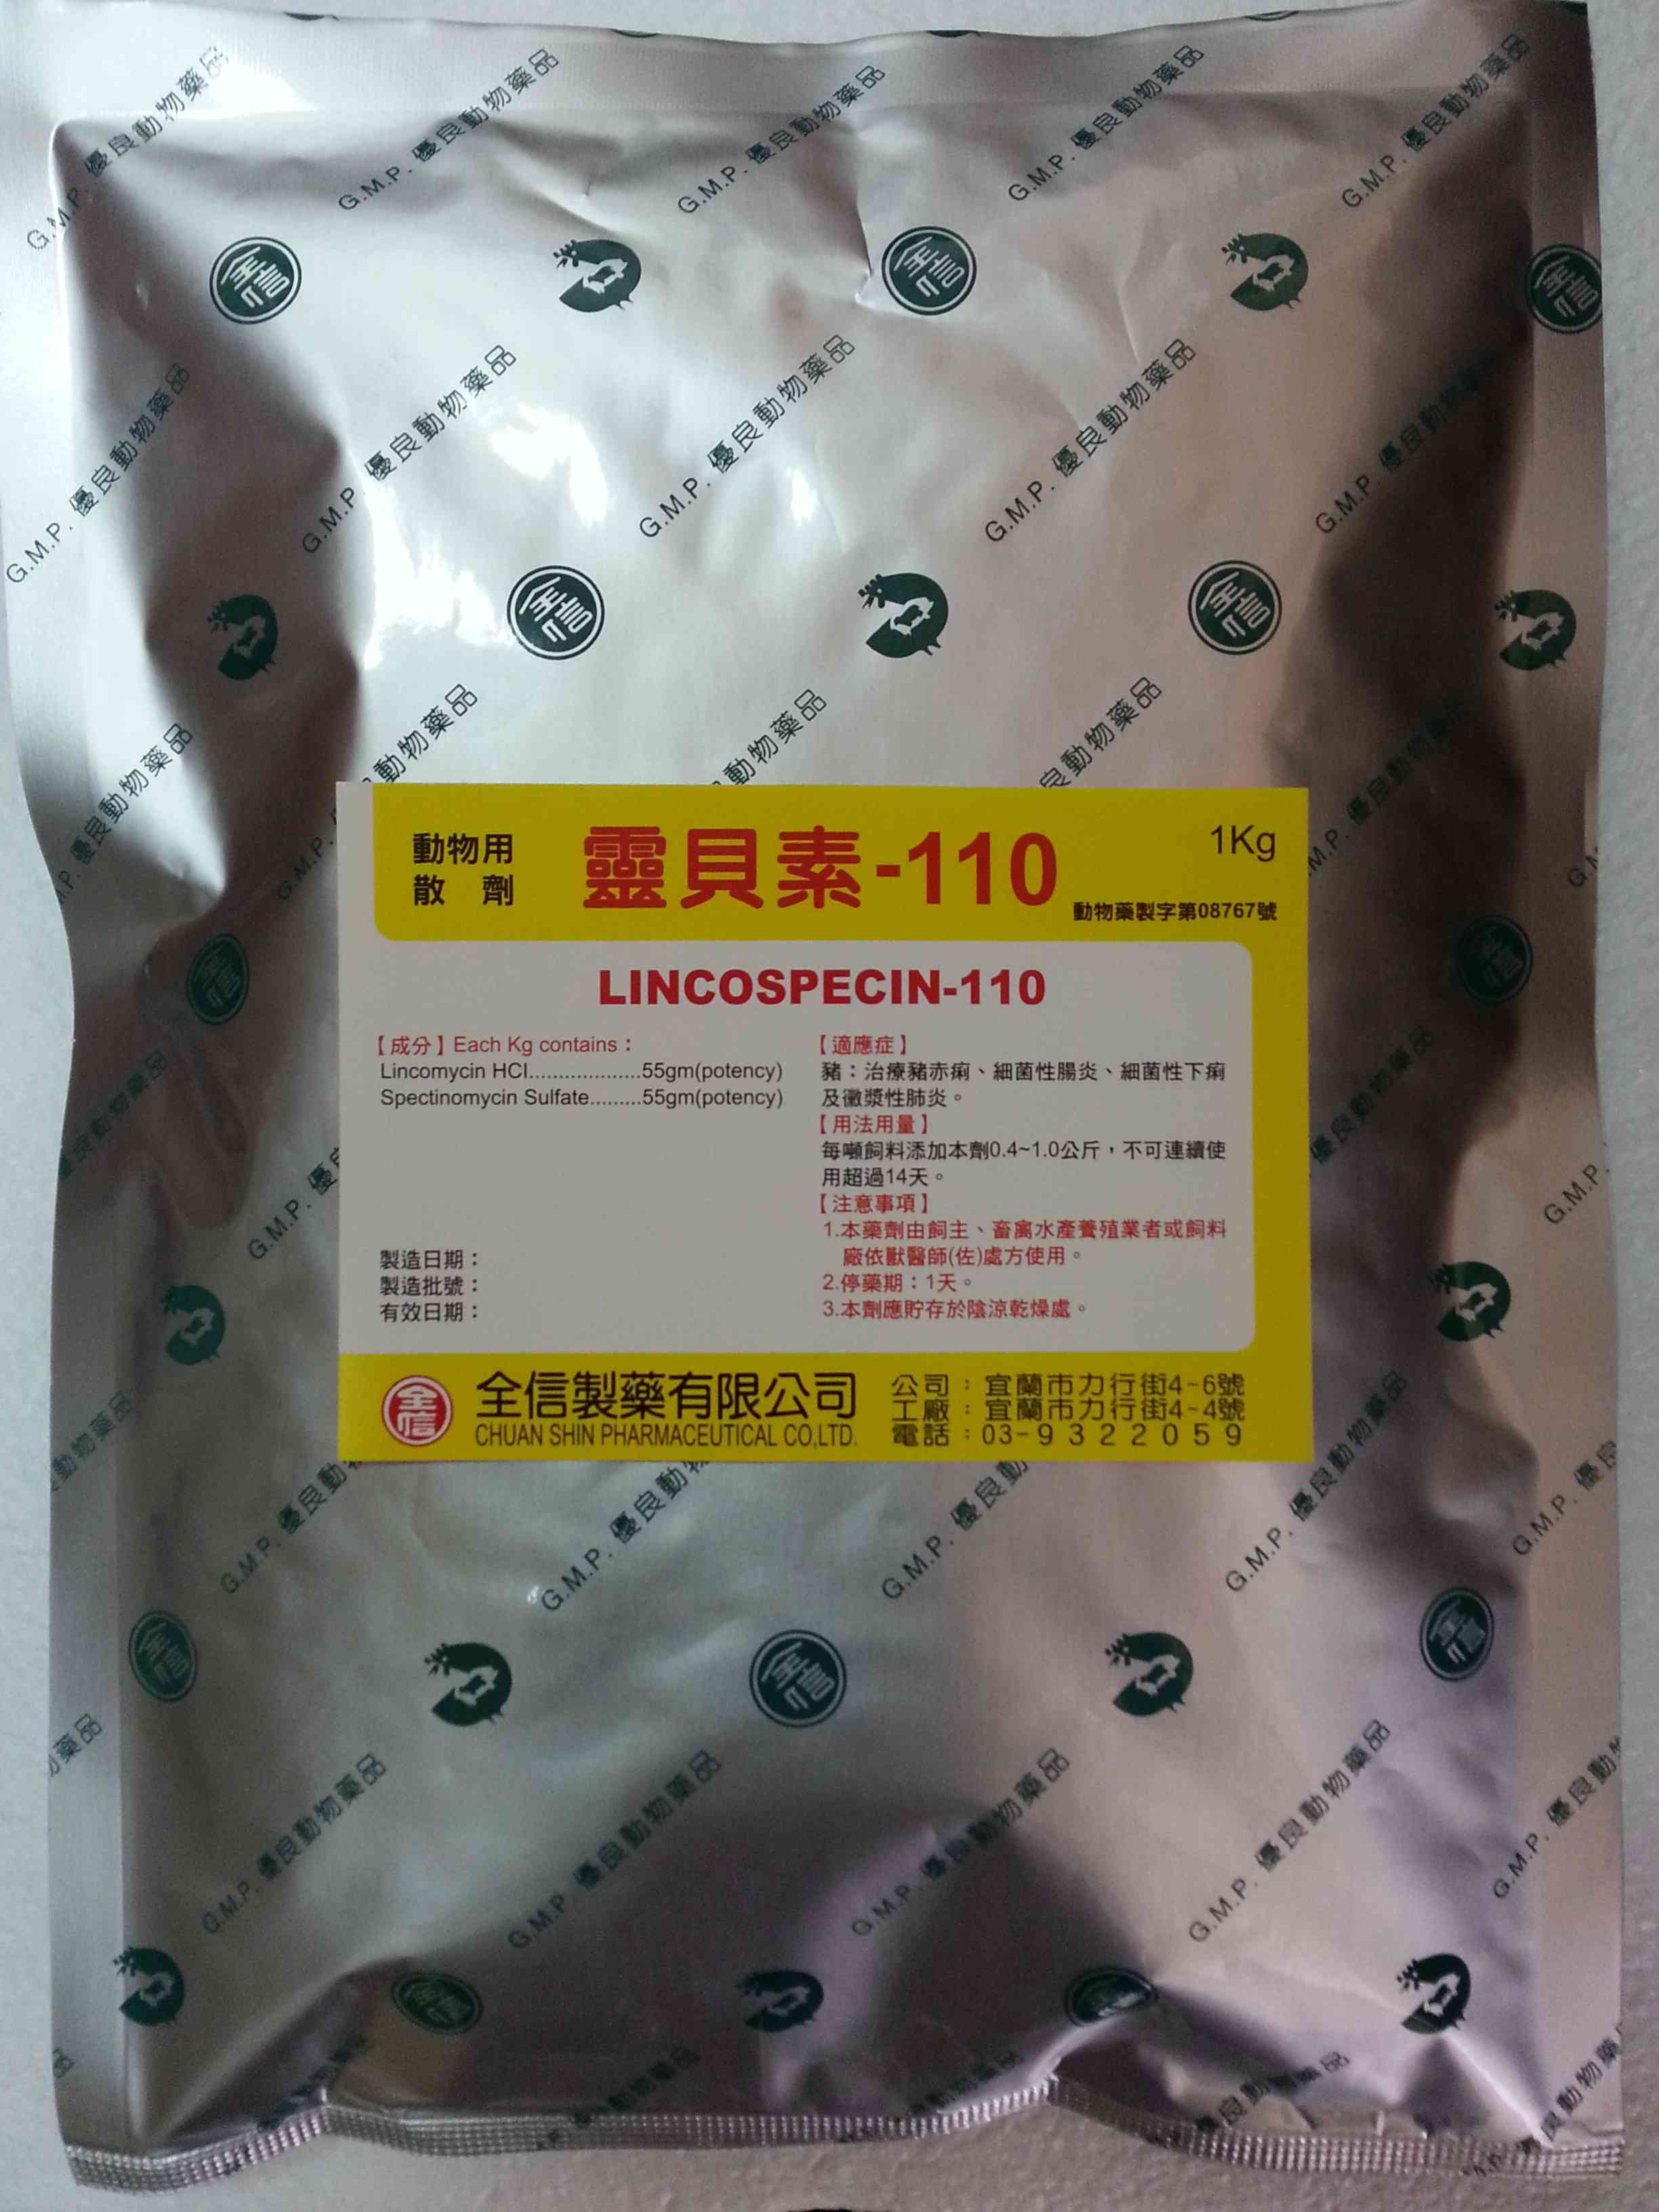 G.M.P. 優良動物藥品
動物用
散 劑
靈貝素-110
1Kg
動物藥製字第08767號
LINCOSPECIN-110
【成分】Each Kg contains：
Lincomycin HCl...................55gm(potency)
Spectinomycin Sulfate.........55gm(potency)
製造日期：
製造批號：
有效日期：
【適應症】
豬：治療豬赤痢、細菌性腸炎、細菌性下痢
及黴漿性肺炎。
【用法用量】
每噸飼料添加本劑0.4~1.0公斤，不可連續使
用超過14天。
【注意事項】
1.本藥劑由飼主、畜禽水產養殖業者或飼料
廠依獸醫師(佐)處方使用。
2.停藥期：1天。
3.本劑應貯存於陰涼乾燥處。
全信
全信製藥有限公司
CHUAN SHIN PHARMACEUTICAL CO,LTD.
公司：宜蘭市力行街4~6號
工廠：宜蘭市力行街4~4號
電話：03-9322059